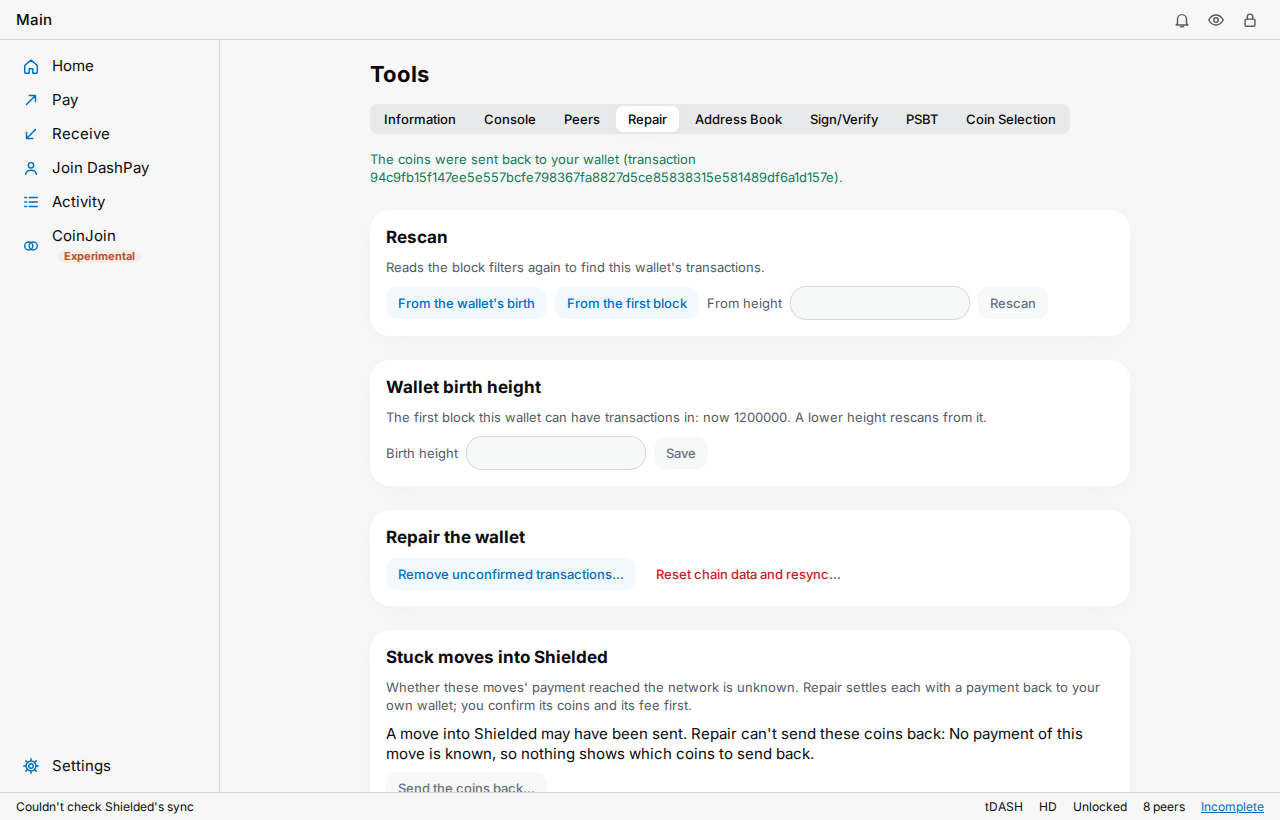 Main
Home
Pay
Receive
Join DashPay
Activity
CoinJoin
Experimental
Settings
Tools
Information Console Peers Repair Address Book Sign/Verify PSBT Coin Selection
The coins were sent back to your wallet (transaction
94c9fb15f147ee5e557bcfe798367fa8827d5ce85838315e581489df6a1d157e).
Rescan
Reads the block filters again to find this wallet's transactions.
From the wallet's birth From the first block From height Rescan
Wallet birth height
The first block this wallet can have transactions in: now 1200000. A lower height rescans from it.
Birth height Save
Repair the wallet
Remove unconfirmed transactions... Reset chain data and resync...
Stuck moves into Shielded
Whether these moves' payment reached the network is unknown. Repair settles each with a payment back to your
own wallet; you confirm its coins and its fee first.
A move into Shielded may have been sent. Repair can't send these coins back: No payment of this
move is known, so nothing shows which coins to send back.
Send the coins back...
Couldn't check Shielded's sync tDASH HD Unlocked 8 peers Incomplete